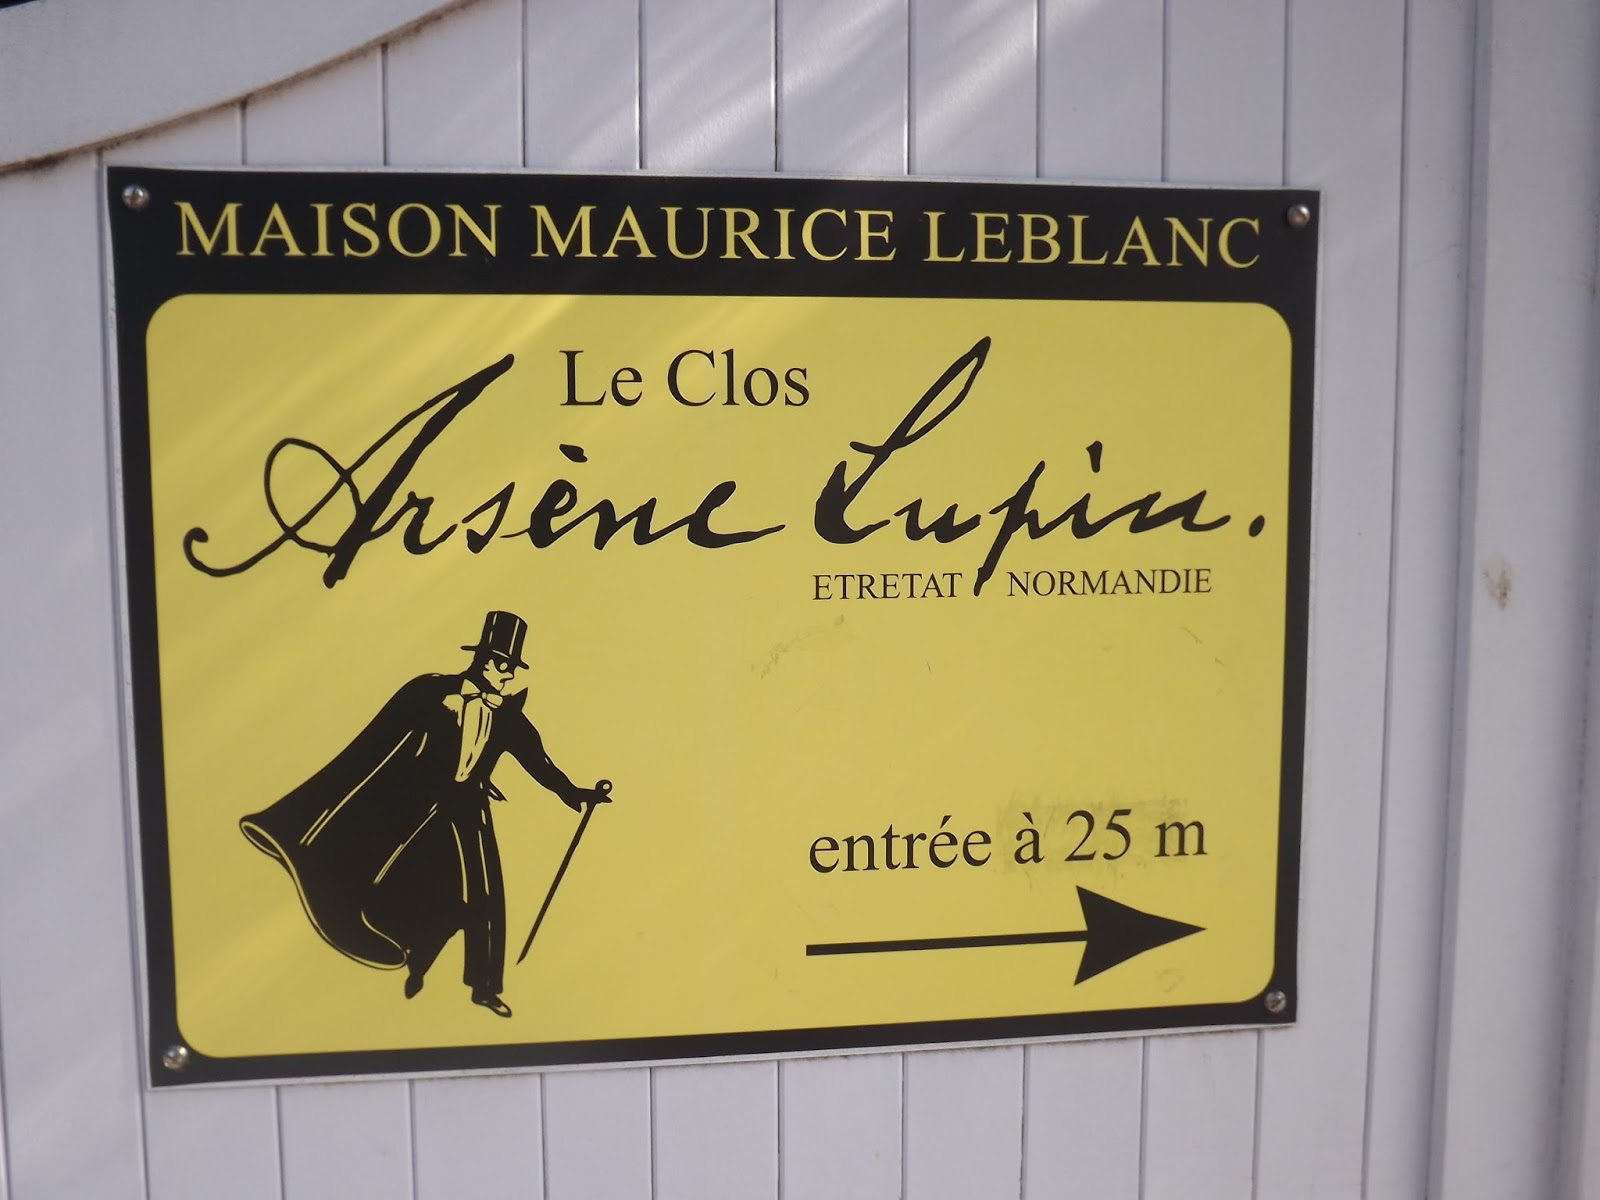 MAISON MAURICE LEBLANC
Le Clos
Arsène Lupin.
ETRETAT NORMANDIE
entrée à 25 m